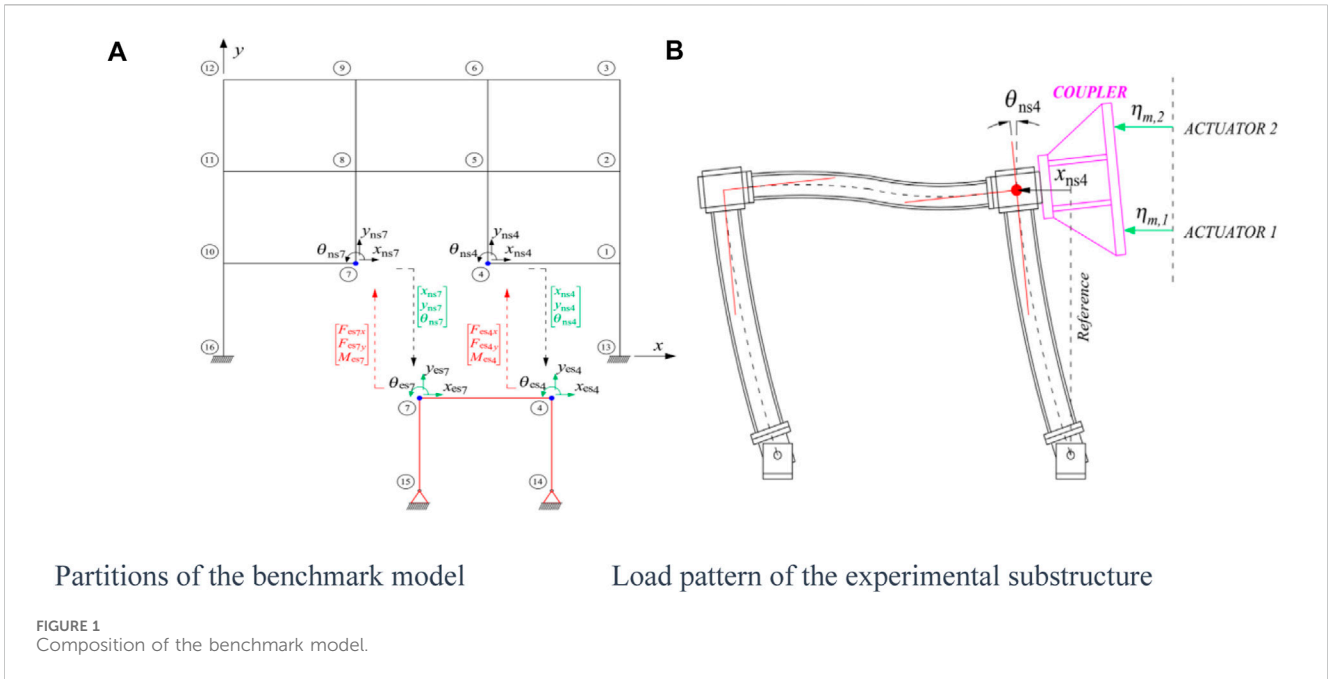 A
y
12
9
6
3
11
8
5
2
y_ns7
y_ns4
θ_ns7
x_ns7
θ_ns4
x_ns4
10
7
4
1
[x_ns7
y_ns7
θ_ns7]
[x_ns4
y_ns4
θ_ns4]
[F_es7x
F_es7y
M_es7]
[F_es4x
F_es4y
M_es4]
16
13
x
y_es7
y_es4
θ_es7
x_es7
θ_es4
x_es4
7
4
15
14
Partitions of the benchmark model
B
θ_ns4
COUPLER
η_m,2
ACTUATOR 2
x_ns4
η_m,1
ACTUATOR 1
Reference
Load pattern of the experimental substructure
FIGURE 1
Composition of the benchmark model.